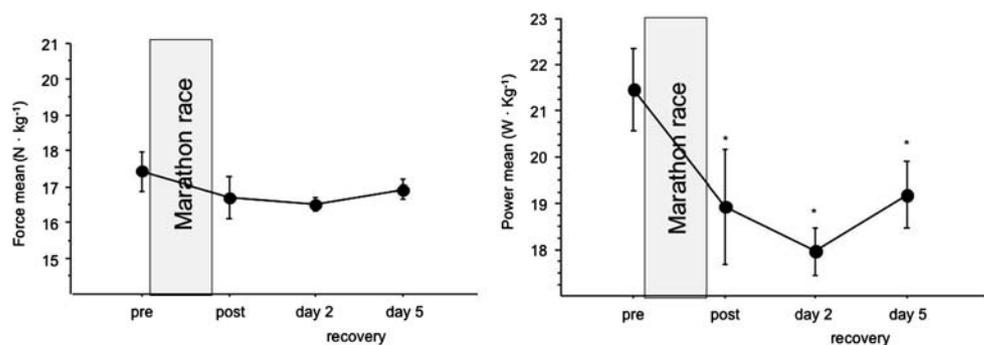 Force mean (N · kg⁻¹)
21
20
19
18
17
16
15
Marathon race
pre
post
day 2
day 5
recovery
Power mean (W · Kg⁻¹)
23
22
21
20
19
18
Marathon race
*
*
*
pre
post
day 2
day 5
recovery